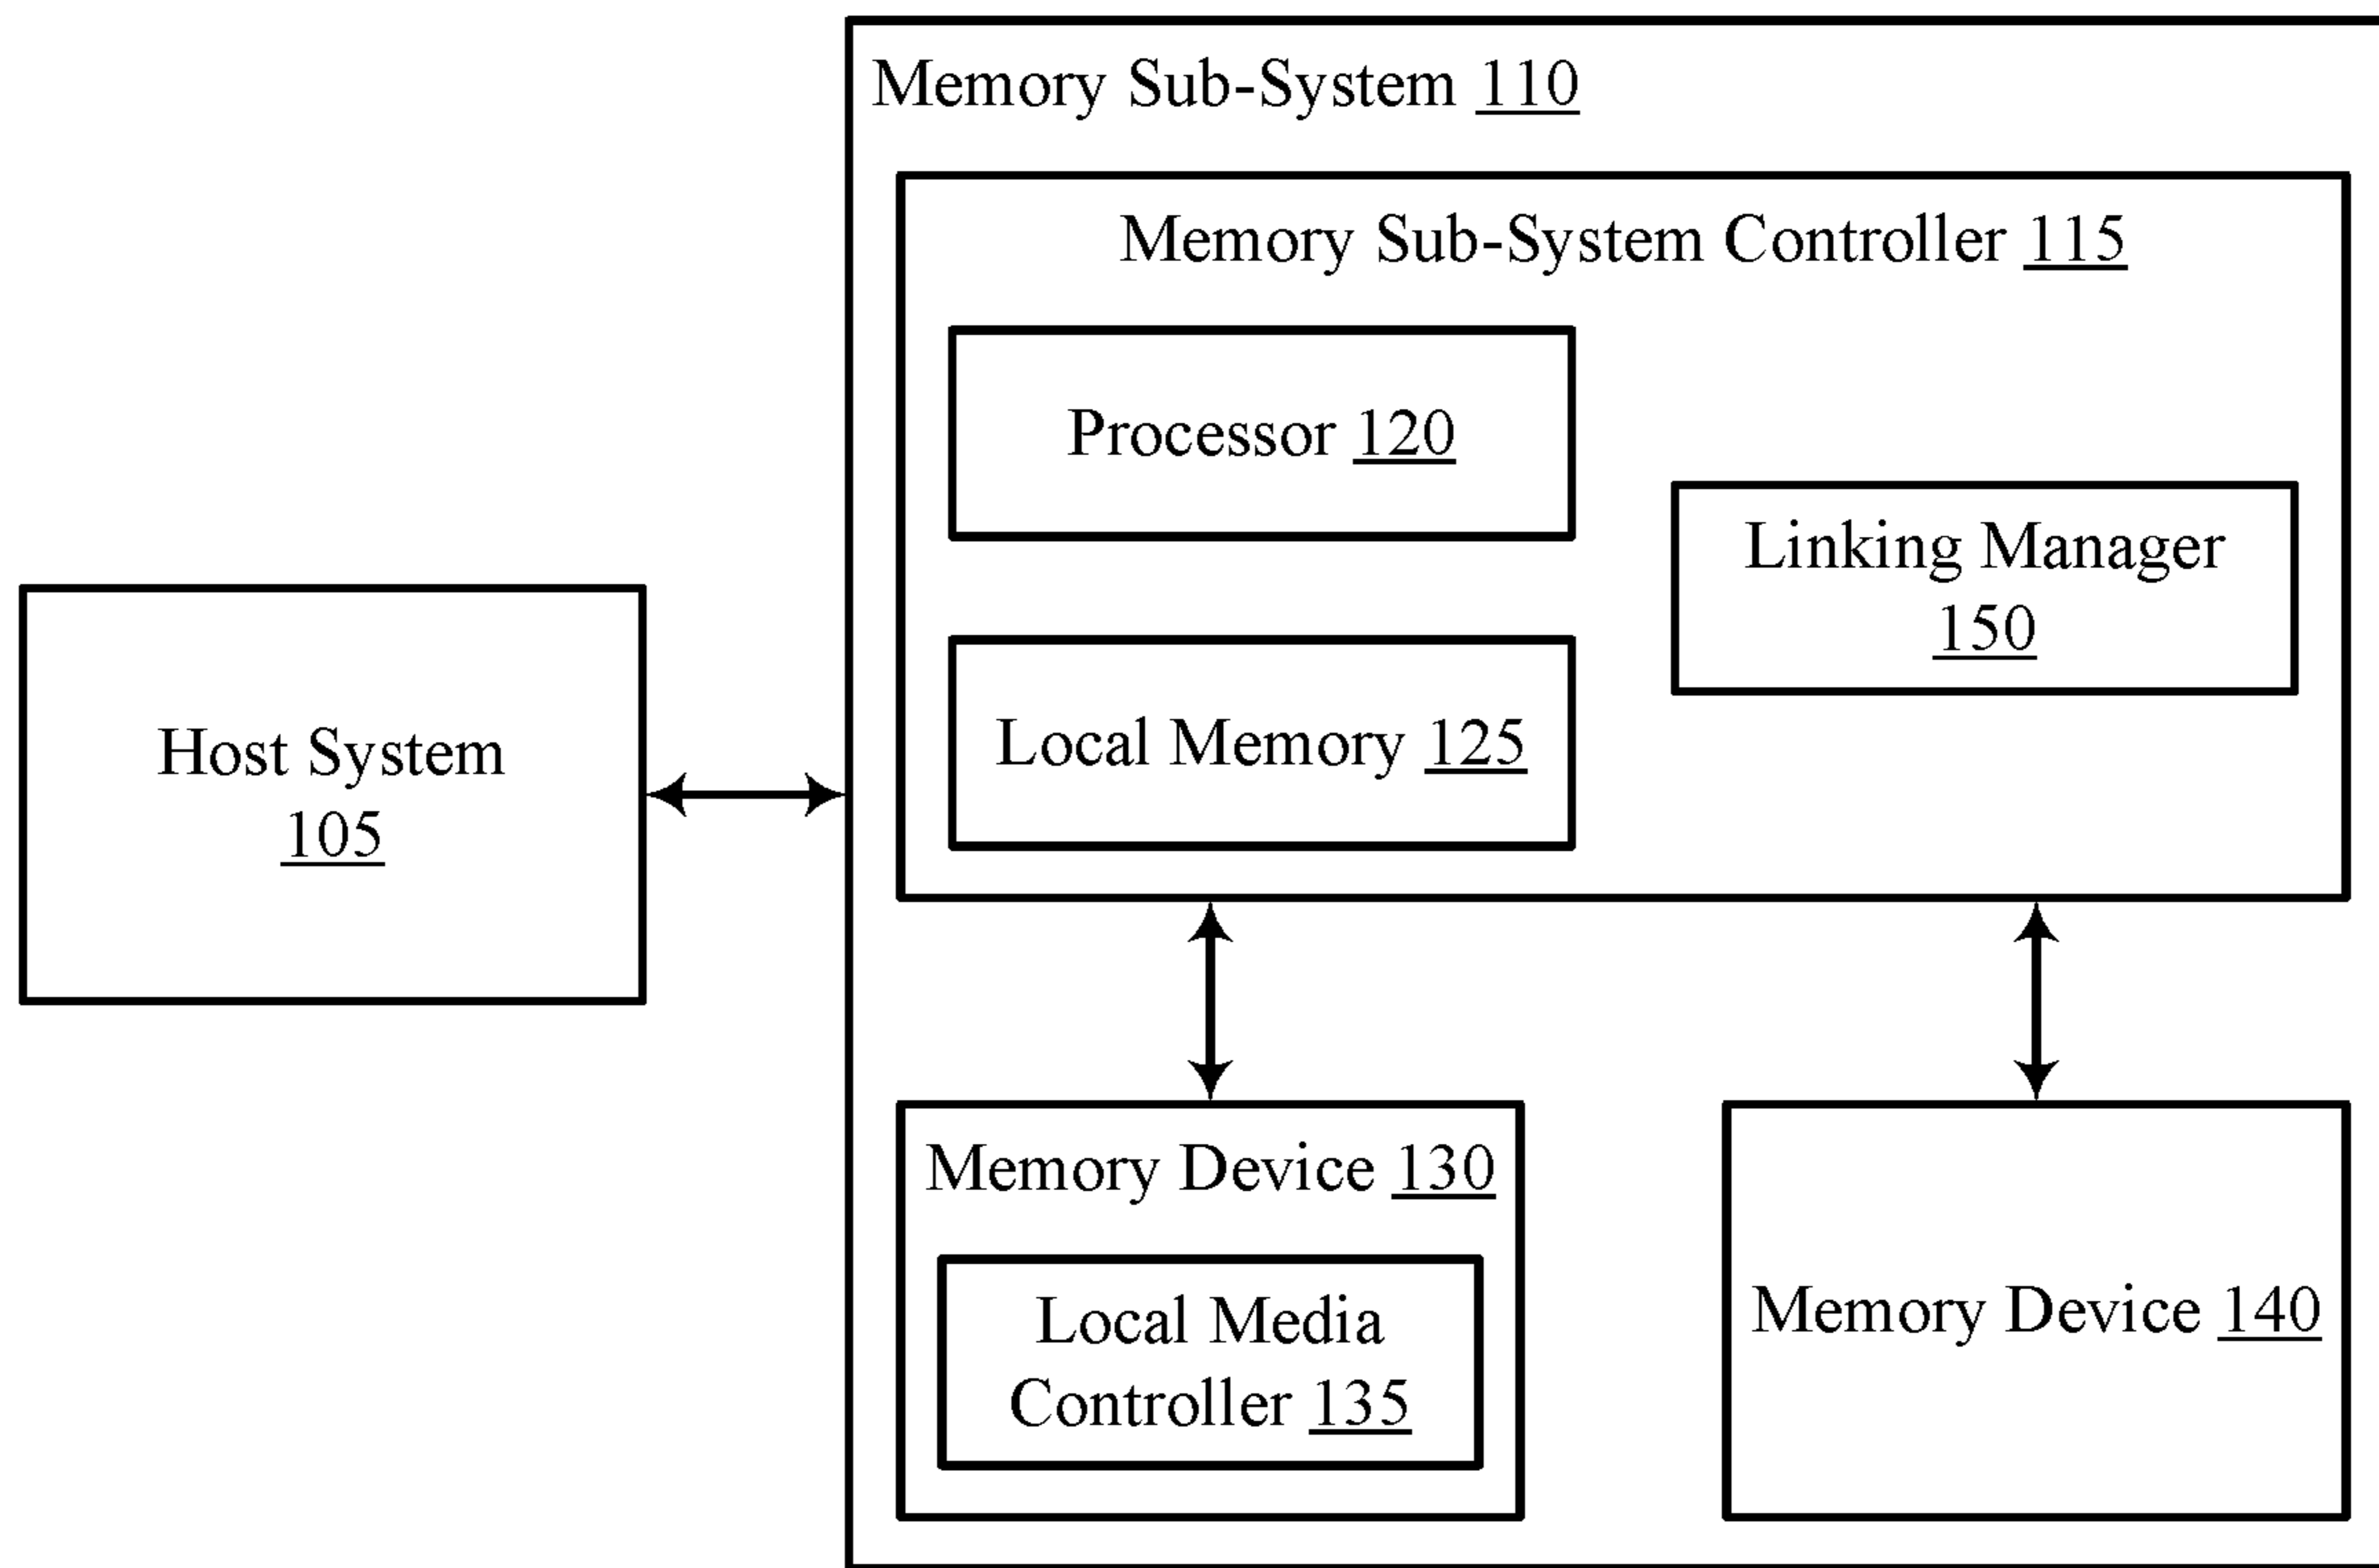 Memory Sub-System 110
Memory Sub-System Controller 115
Processor 120
Linking Manager
150
Local Memory 125
Host System
105
Memory Device 130
Local Media
Controller 135
Memory Device 140